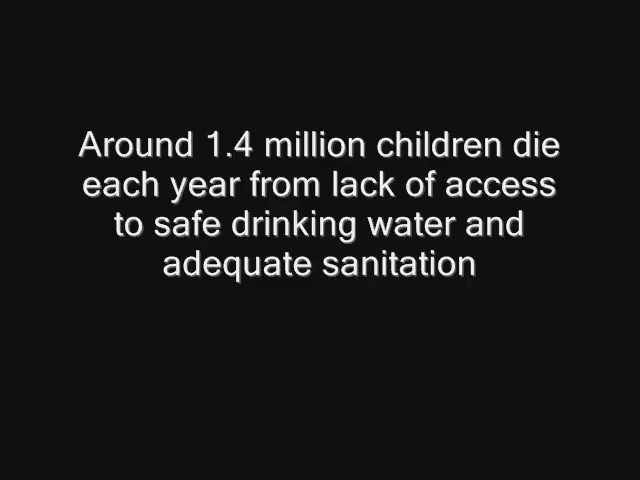 Around 1.4 million children die
each year from lack of access
to safe drinking water and
adequate sanitation